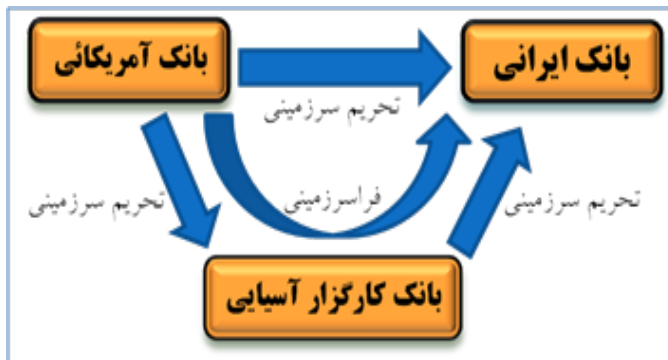 بانک ایرانی
بانک آمریکائی
تحریم سرزمینی
تحریم سرزمینی
فراسرزمینی
تحریم سرزمینی
بانک کارگزار آسیایی